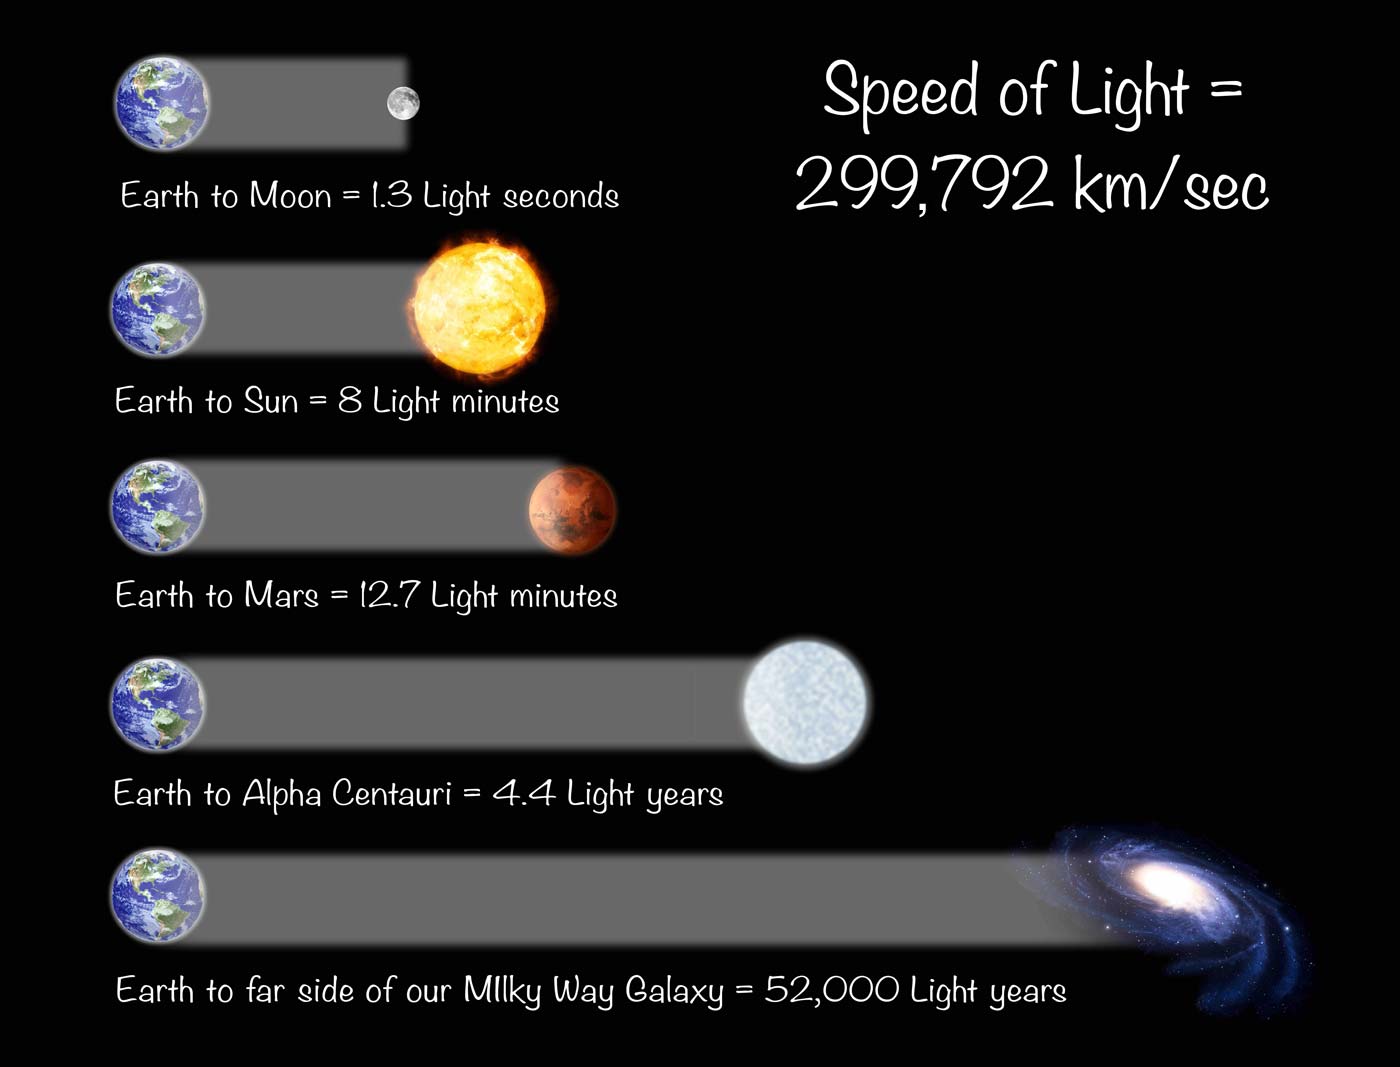 Speed of Light =
299,792 km/sec
Earth to Moon = 1.3 Light seconds
Earth to Sun = 8 Light minutes
Earth to Mars = 12.7 Light minutes
Earth to Alpha Centauri = 4.4 Light years
Earth to far side of our MIlky Way Galaxy = 52,000 Light years